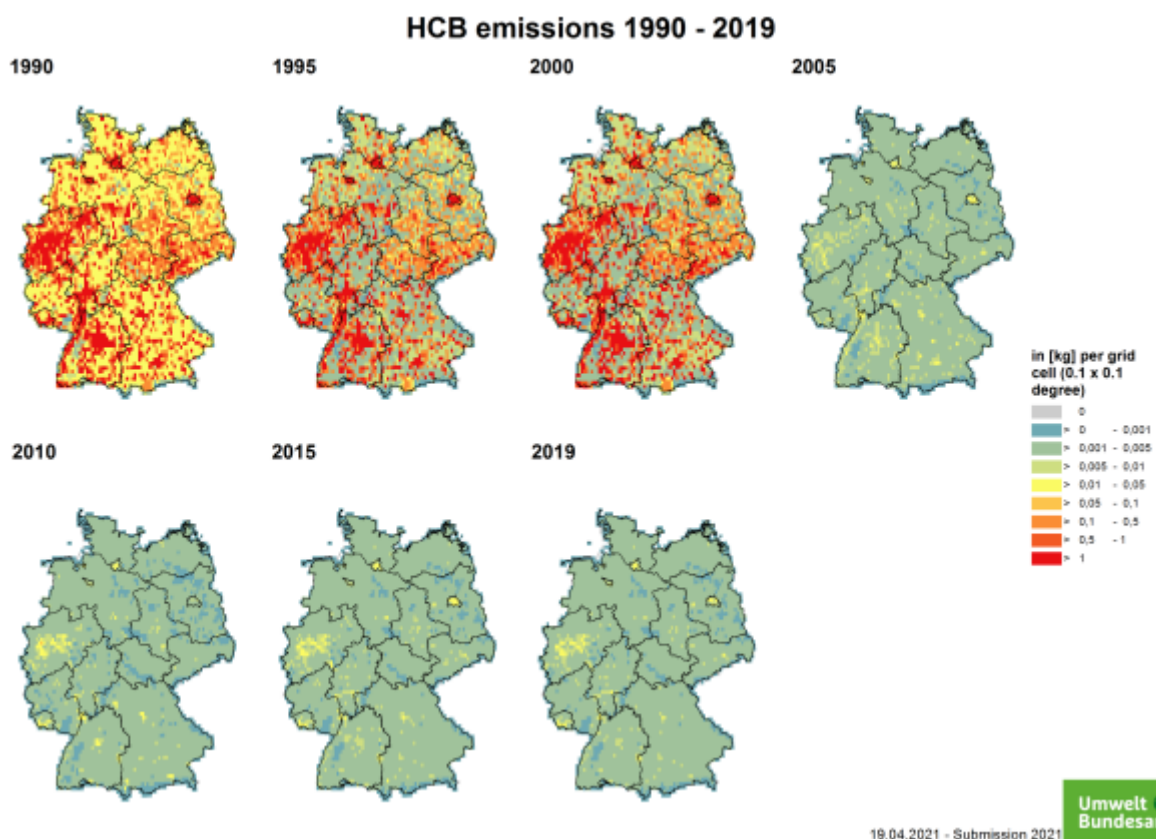 HCB emissions 1990 - 2019
1990
1995
2000
2005
in [kg] per grid
cell (0.1 x 0.1
degree)
0
> 0 - 0,001
> 0,001 - 0,005
> 0,005 - 0,01
> 0,01 - 0,05
> 0,05 - 0,1
> 0,1 - 0,5
> 0,5 - 1
> 1
2010
2015
2019
Umwelt
Bundesa
19.04.2021 - Submission 2021